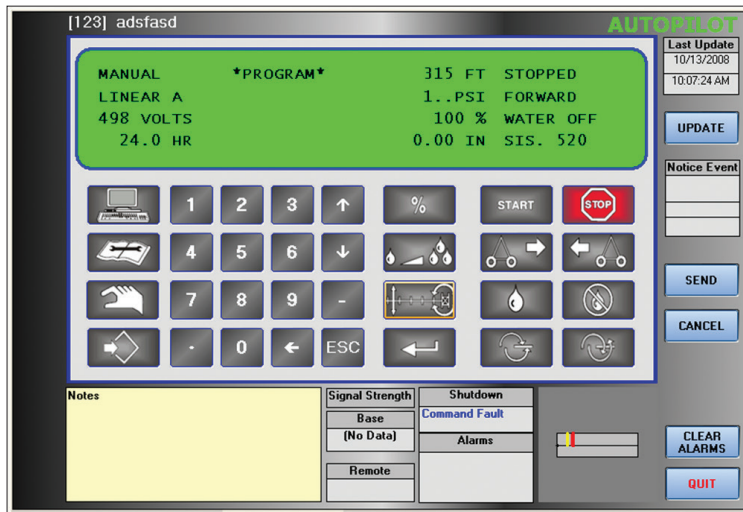 [123] adsfasd
AUTOPILOT
MANUAL *PROGRAM* 315 FT STOPPED
LINEAR A 1..PSI FORWARD
498 VOLTS 100 % WATER OFF
24.0 HR 0.00 IN SIS. 520
Last Update
10/13/2008
10:07:24 AM
UPDATE
Notice Event
SEND
CANCEL
CLEAR
ALARMS
QUIT
1 2 3 ↑ % START STOP
4 5 6 ↓
7 8 9 -
. 0 ← ESC
Notes
Signal Strength
Base
(No Data)
Remote
Shutdown
Command Fault
Alarms